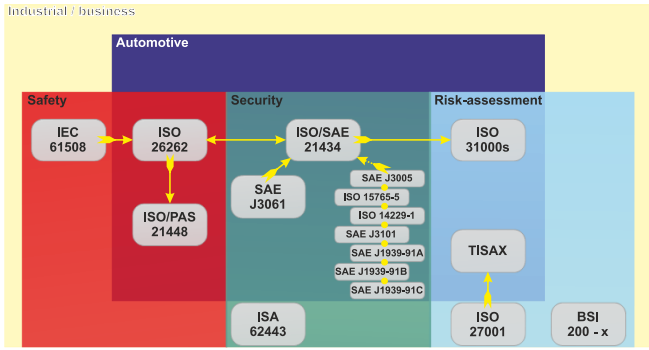 Industrial / business
Automotive
Safety
Security
Risk-assessment
IEC
61508
ISO
26262
ISO/SAE
21434
ISO
31000s
SAE
J3061
SAE J3005
ISO 15765-5
ISO 14229-1
SAE J3101
SAE J1939-91A
SAE J1939-91B
SAE J1939-91C
ISO/PAS
21448
TISAX
ISA
62443
ISO
27001
BSI
200 - x